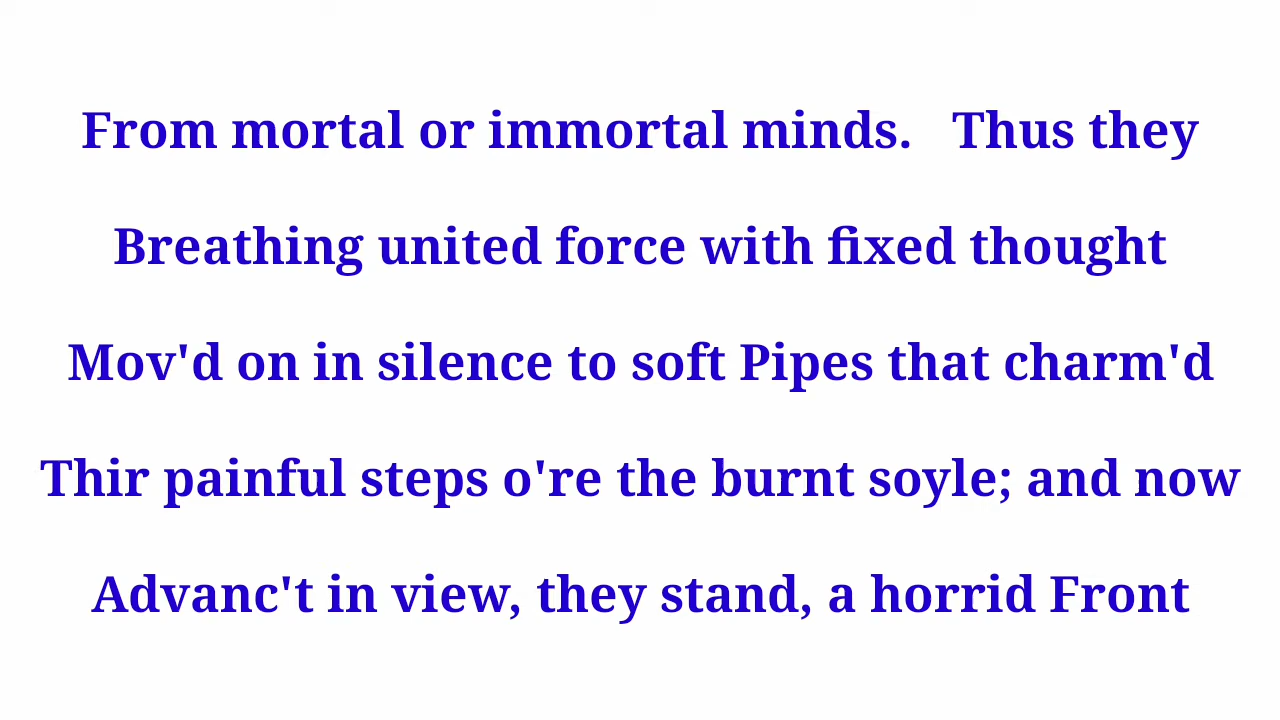 From mortal or immortal minds.   Thus they
Breathing united force with fixed thought
Mov'd on in silence to soft Pipes that charm'd
Thir painful steps o're the burnt soyle; and now
Advanc't in view, they stand, a horrid Front